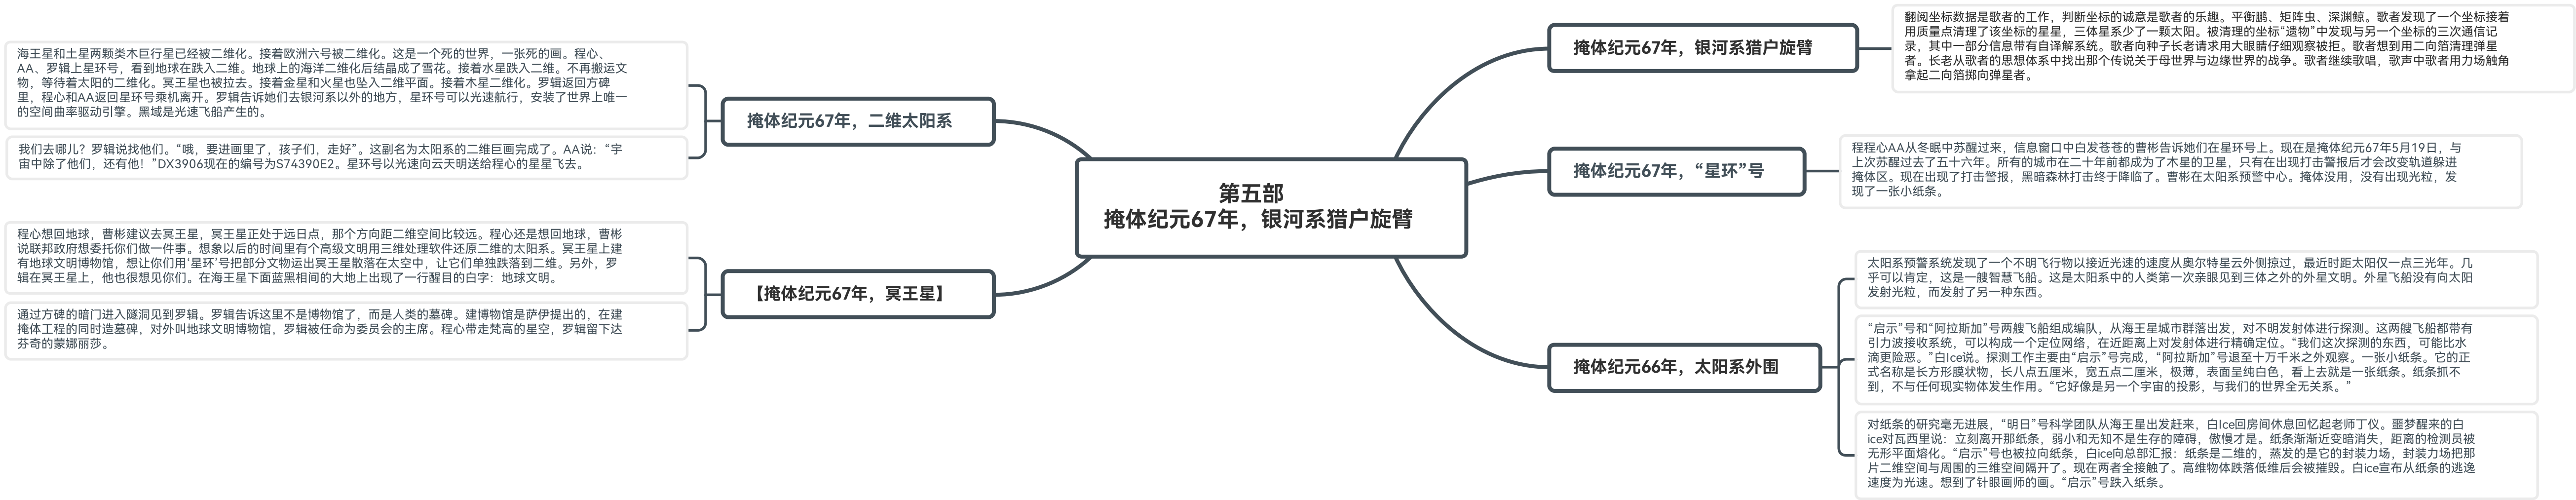 第五部
掩体纪元67年，银河系猎户旋臂
掩体纪元67年，银河系猎户旋臂
翻阅坐标数据是歌者的工作，判断坐标的诚意是歌者的乐趣。平衡鹏、矩阵虫、深渊鲸。歌者发现了一个坐标接着
用质量点清理了该坐标的星星，三体星系少了一颗太阳。被清理的坐标“遗物”中发现与另一个坐标的三次通信记
录，其中一部分信息带有自译解系统。歌者向种子长老请求用大眼睛仔细观察被拒。歌者想到用二向箔清理弹星
者。长老从歌者的思想体系中找出那个传说关于母世界与边缘世界的战争。歌者继续歌唱，歌声中歌者用力场触角
拿起二向箔掷向弹星者。
掩体纪元67年，“星环”号
程程心AA从冬眠中苏醒过来，信息窗口中白发苍苍的曹彬告诉她们在星环号上。现在是掩体纪元67年5月19日，与
上次苏醒过去了五十六年。所有的城市在二十年前都成为了木星的卫星，只有在出现打击警报后才会改变轨道躲进
掩体区。现在出现了打击警报，黑暗森林打击终于降临了。曹彬在太阳系预警中心。掩体没用，没有出现光粒，发
现了一张小纸条。
掩体纪元66年，太阳系外围
太阳系预警系统发现了一个不明飞行物以接近光速的速度从奥尔特星云外侧掠过，最近时距太阳仅一点三光年。几
乎可以肯定，这是一艘智慧飞船。这是太阳系中的人类第一次亲眼见到三体之外的外星文明。外星飞船没有向太阳
发射光粒，而发射了另一种东西。
“启示”号和“阿拉斯加”号两艘飞船组成编队，从海王星城市群落出发，对不明发射体进行探测。这两艘飞船都带有
引力波接收系统，可以构成一个定位网络，在近距离上对发射体进行精确定位。“我们这次探测的东西，可能比水
滴更险恶。”白Ice说。探测工作主要由“启示”号完成，“阿拉斯加”号退至十万千米之外观察。一张小纸条。它的正
式名称是长方形膜状物，长八点五厘米，宽五点二厘米，极薄，表面呈纯白色，看上去就是一张纸条。纸条抓不
到，不与任何现实物体发生作用。“它好像是另一个宇宙的投影，与我们的世界全无关系。”
对纸条的研究毫无进展，“明日”号科学团队从海王星出发赶来，白Ice回房间休息回忆起老师丁仪。噩梦醒来的白
ice对瓦西里说：立刻离开那纸条，弱小和无知不是生存的障碍，傲慢才是。纸条渐渐近变暗消失，距离的检测员被
无形平面熔化。“启示”号也被拉向纸条，白ice向总部汇报：纸条是二维的，蒸发的是它的封装力场，封装力场把那
片二维空间与周围的三维空间隔开了。现在两者全接触了。高维物体跌落低维后会被摧毁。白ice宣布从纸条的逃逸
速度为光速。想到了针眼画师的画。“启示”号跌入纸条。
掩体纪元67年，二维太阳系
海王星和土星两颗类木巨行星已经被二维化。接着欧洲六号被二维化。这是一个死的世界，一张死的画。程心、
AA、罗辑上星环号，看到地球在跌入二维。地球上的海洋二维化后结晶成了雪花。接着水星跌入二维。不再搬运文
物，等待着太阳的二维化。冥王星也被拉去。接着金星和火星也坠入二维平面。接着木星二维化。罗辑返回方碑
里，程心和AA返回星环号乘机离开。罗辑告诉她们去银河系以外的地方，星环号可以光速航行，安装了世界上唯一
的空间曲率驱动引擎。黑域是光速飞船产生的。
我们去哪儿？罗辑说找他们。“哦，要进画里了，孩子们，走好”。这副名为太阳系的二维巨画完成了。AA说：“宇
宙中除了他们，还有他！”DX3906现在的编号为S74390E2。星环号以光速向云天明送给程心的星星飞去。
【掩体纪元67年，冥王星】
程心想回地球，曹彬建议去冥王星，冥王星正处于远日点，那个方向距二维空间比较远。程心还是想回地球，曹彬
说联邦政府想委托你们做一件事。想象以后的时间里有个高级文明用三维处理软件还原二维的太阳系。冥王星上建
有地球文明博物馆，想让你们用‘星环’号把部分文物运出冥王星散落在太空中，让它们单独跌落到二维。另外，罗
辑在冥王星上，他也很想见你们。在海王星下面蓝黑相间的大地上出现了一行醒目的白字：地球文明。
通过方碑的暗门进入隧洞见到罗辑。罗辑告诉这里不是博物馆了，而是人类的墓碑。建博物馆是萨伊提出的，在建
掩体工程的同时造墓碑，对外叫地球文明博物馆，罗辑被任命为委员会的主席。程心带走梵高的星空，罗辑留下达
芬奇的蒙娜丽莎。